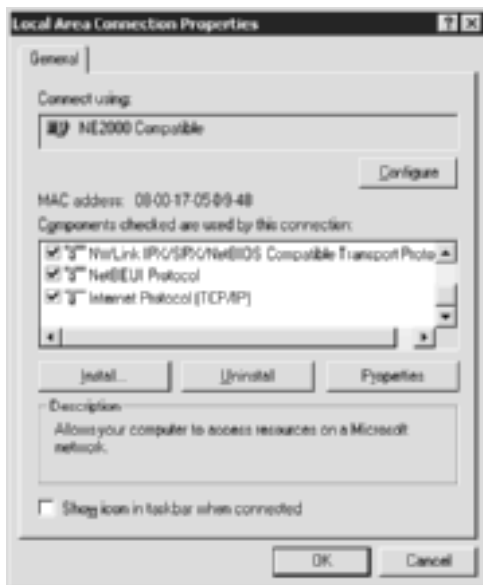 Local Area Connection Properties
General
Connect using:
NE2000 Compatible
Configure
MAC address: 08-00-17-05-B9-48
Components checked are used by this connection:
NWLink IPX/SPX/NetBIOS Compatible Transport Proto
NetBEUI Protocol
Internet Protocol (TCP/IP)
Install...
Uninstall
Properties
Description
Allows your computer to access resources on a Microsoft
network.
Show icon in taskbar when connected
OK
Cancel